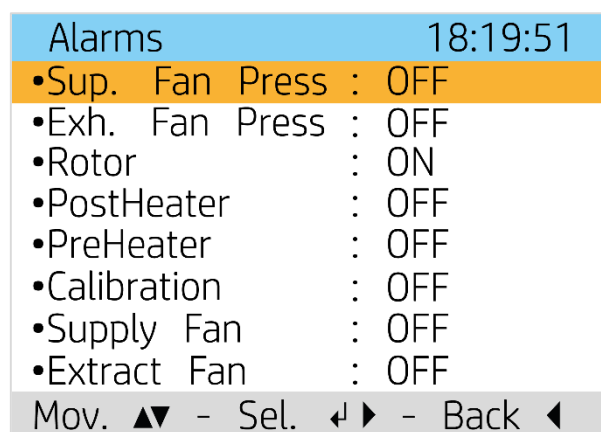 Alarms 18:19:51
•Sup. Fan Press : OFF
•Exh. Fan Press : OFF
•Rotor : ON
•PostHeater : OFF
•PreHeater : OFF
•Calibration : OFF
•Supply Fan : OFF
•Extract Fan : OFF
Mov. ▲▼ - Sel. ↲ ▶ - Back ◀